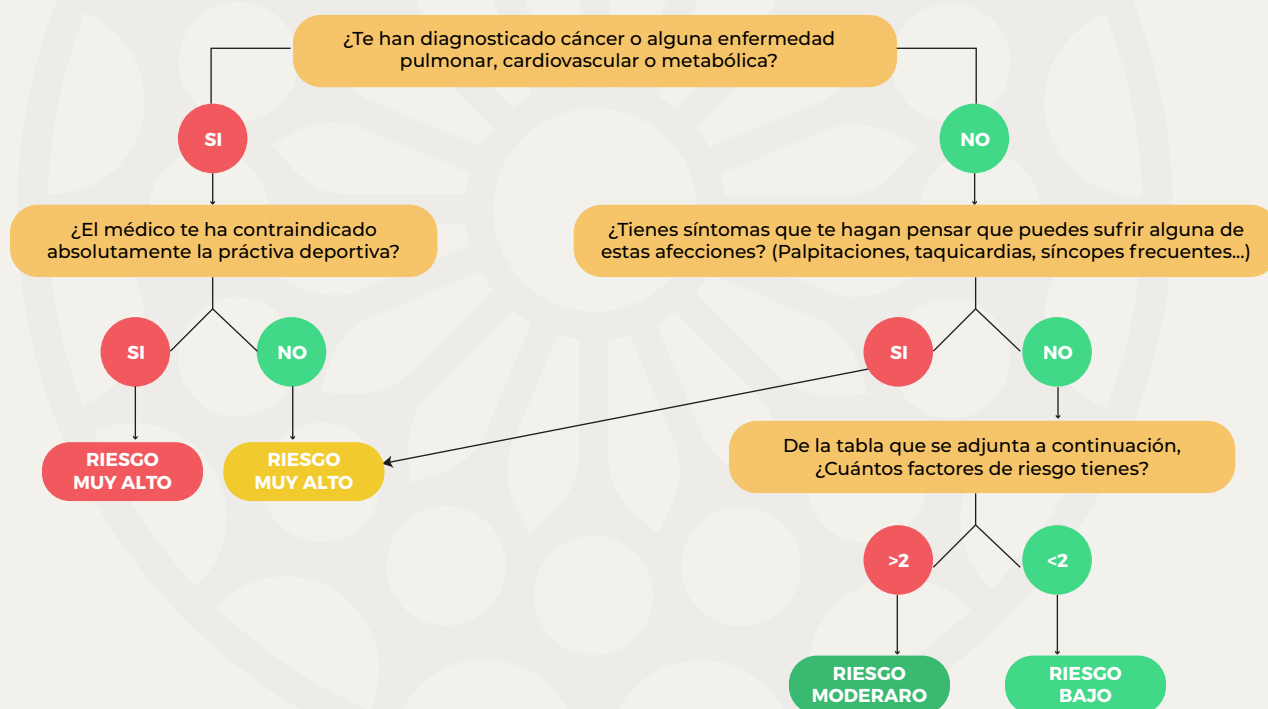 ¿Te han diagnosticado cáncer o alguna enfermedad
pulmonar, cardiovascular o metabólica?
SI
NO
¿El médico te ha contraindicado
absolutamente la práctiva deportiva?
¿Tienes síntomas que te hagan pensar que puedes sufrir alguna de
estas afecciones? (Palpitaciones, taquicardias, síncopes frecuentes...)
SI
NO
SI
NO
RIESGO
MUY ALTO
RIESGO
MUY ALTO
De la tabla que se adjunta a continuación,
¿Cuántos factores de riesgo tienes?
>2
<2
RIESGO
MODERARO
RIESGO
BAJO